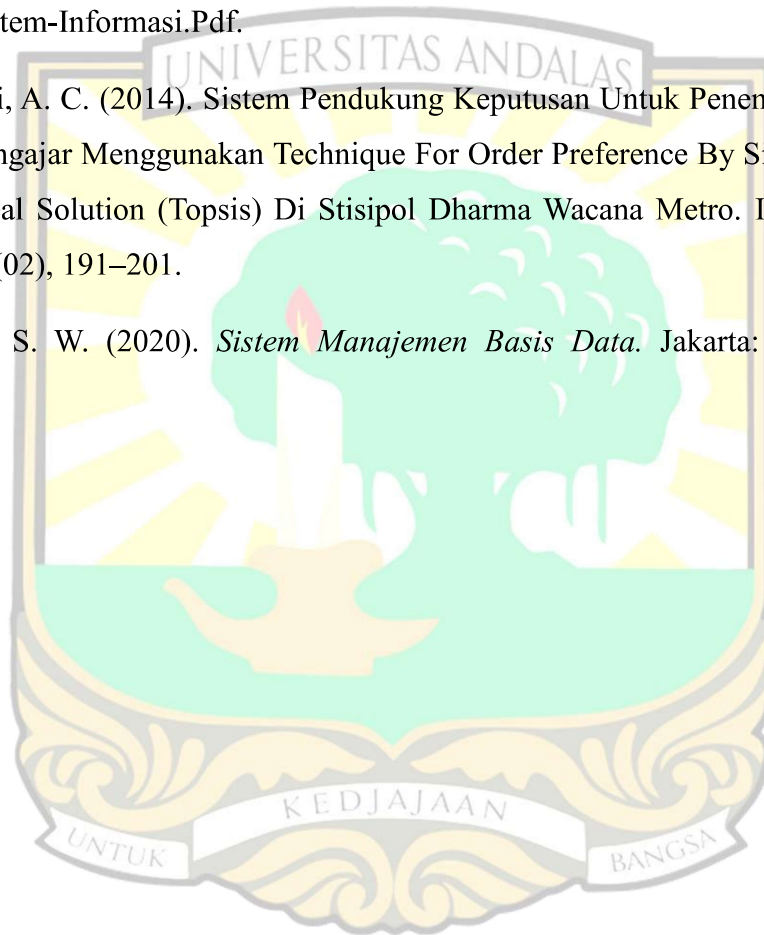 tem-Informasi.Pdf.
UNIVERSITAS ANDALAS
i, A. C. (2014). Sistem Pendukung Keputusan Untuk Penen
ngajar Menggunakan Technique For Order Preference By Si
al Solution (Topsis) Di Stisipol Dharma Wacana Metro. I
(02), 191–201.
S. W. (2020). Sistem Manajemen Basis Data. Jakarta:
KEDJAJAAN
UNTUK
BANGSA